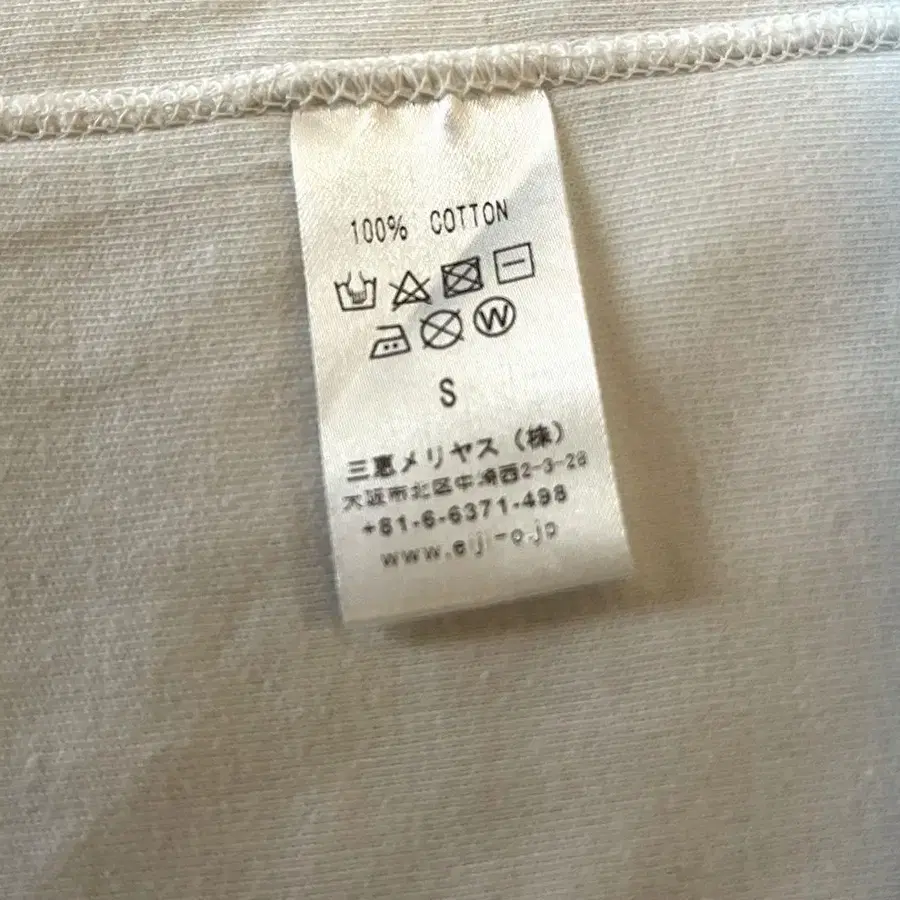 100% COTTON
W
S
三恵メリヤス(株)
大阪市北区中崎西2-3-28
+81-6-6371-498
www.eiji-o.jp